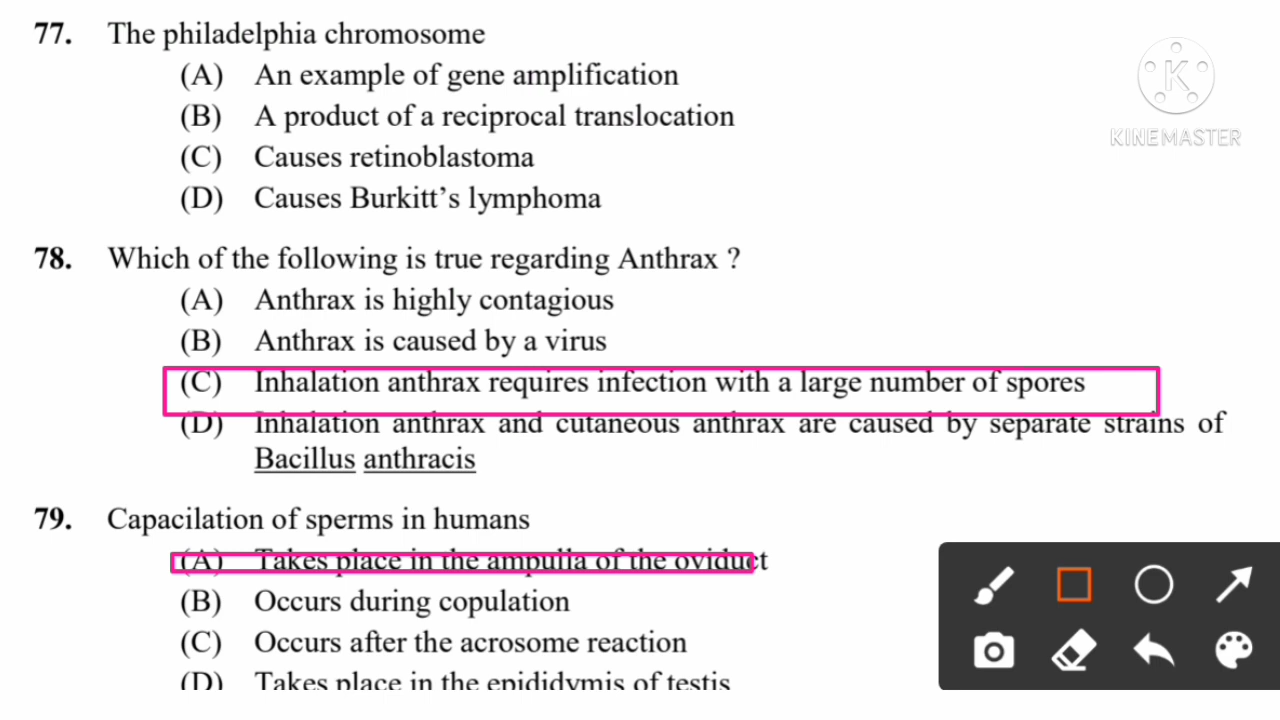 77. The philadelphia chromosome
(A) An example of gene amplification
(B) A product of a reciprocal translocation
(C) Causes retinoblastoma
(D) Causes Burkitt's lymphoma
78. Which of the following is true regarding Anthrax ?
(A) Anthrax is highly contagious
(B) Anthrax is caused by a virus
(C) Inhalation anthrax requires infection with a large number of spores
(D) Inhalation anthrax and cutaneous anthrax are caused by separate strains of
Bacillus anthracis
79. Capacilation of sperms in humans
(A) Takes place in the ampulla of the oviduct
(B) Occurs during copulation
(C) Occurs after the acrosome reaction
(D) Takes place in the epididymis of testis
K
KINEMASTER